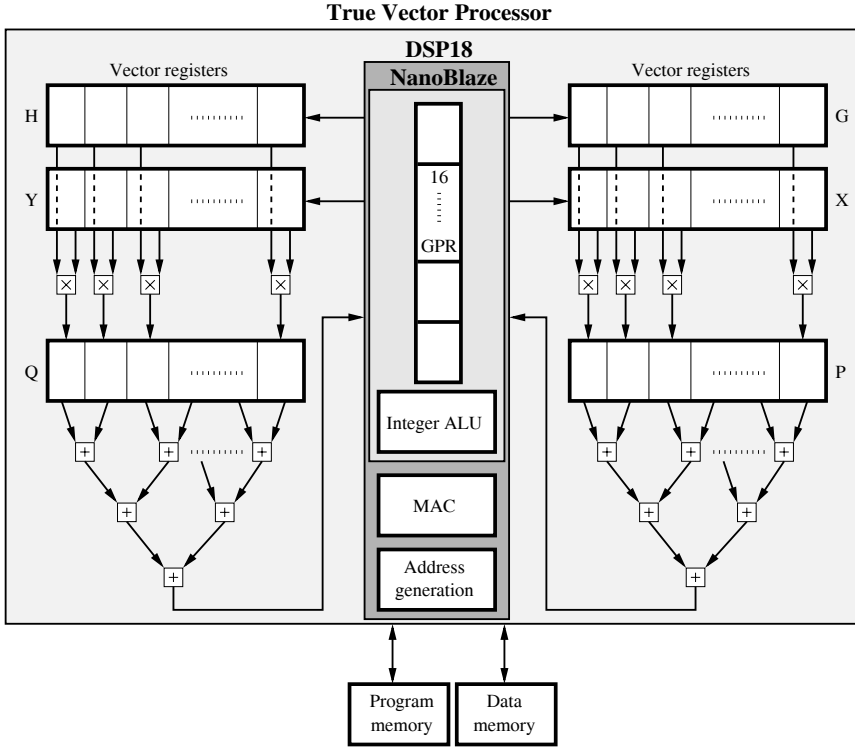 True Vector Processor
DSP18
NanoBlaze
Vector registers
Vector registers
H
G
16
Y
X
GPR
×
×
×
×
×
×
×
×
Q
P
Integer ALU
+
+
+
+
+
+
MAC
+
+
+
+
Address
generation
+
+
Program
memory
Data
memory